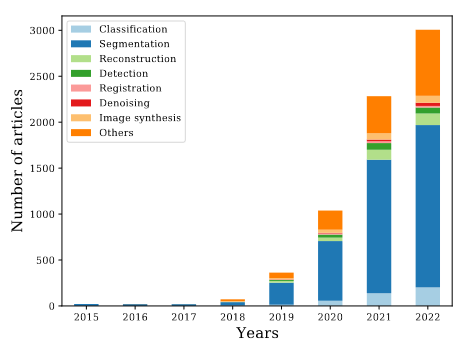 Classification
Segmentation
Reconstruction
Detection
Registration
Denoising
Image synthesis
Others
Number of articles
3000
2500
2000
1500
1000
500
0
2015 2016 2017 2018 2019 2020 2021 2022
Years